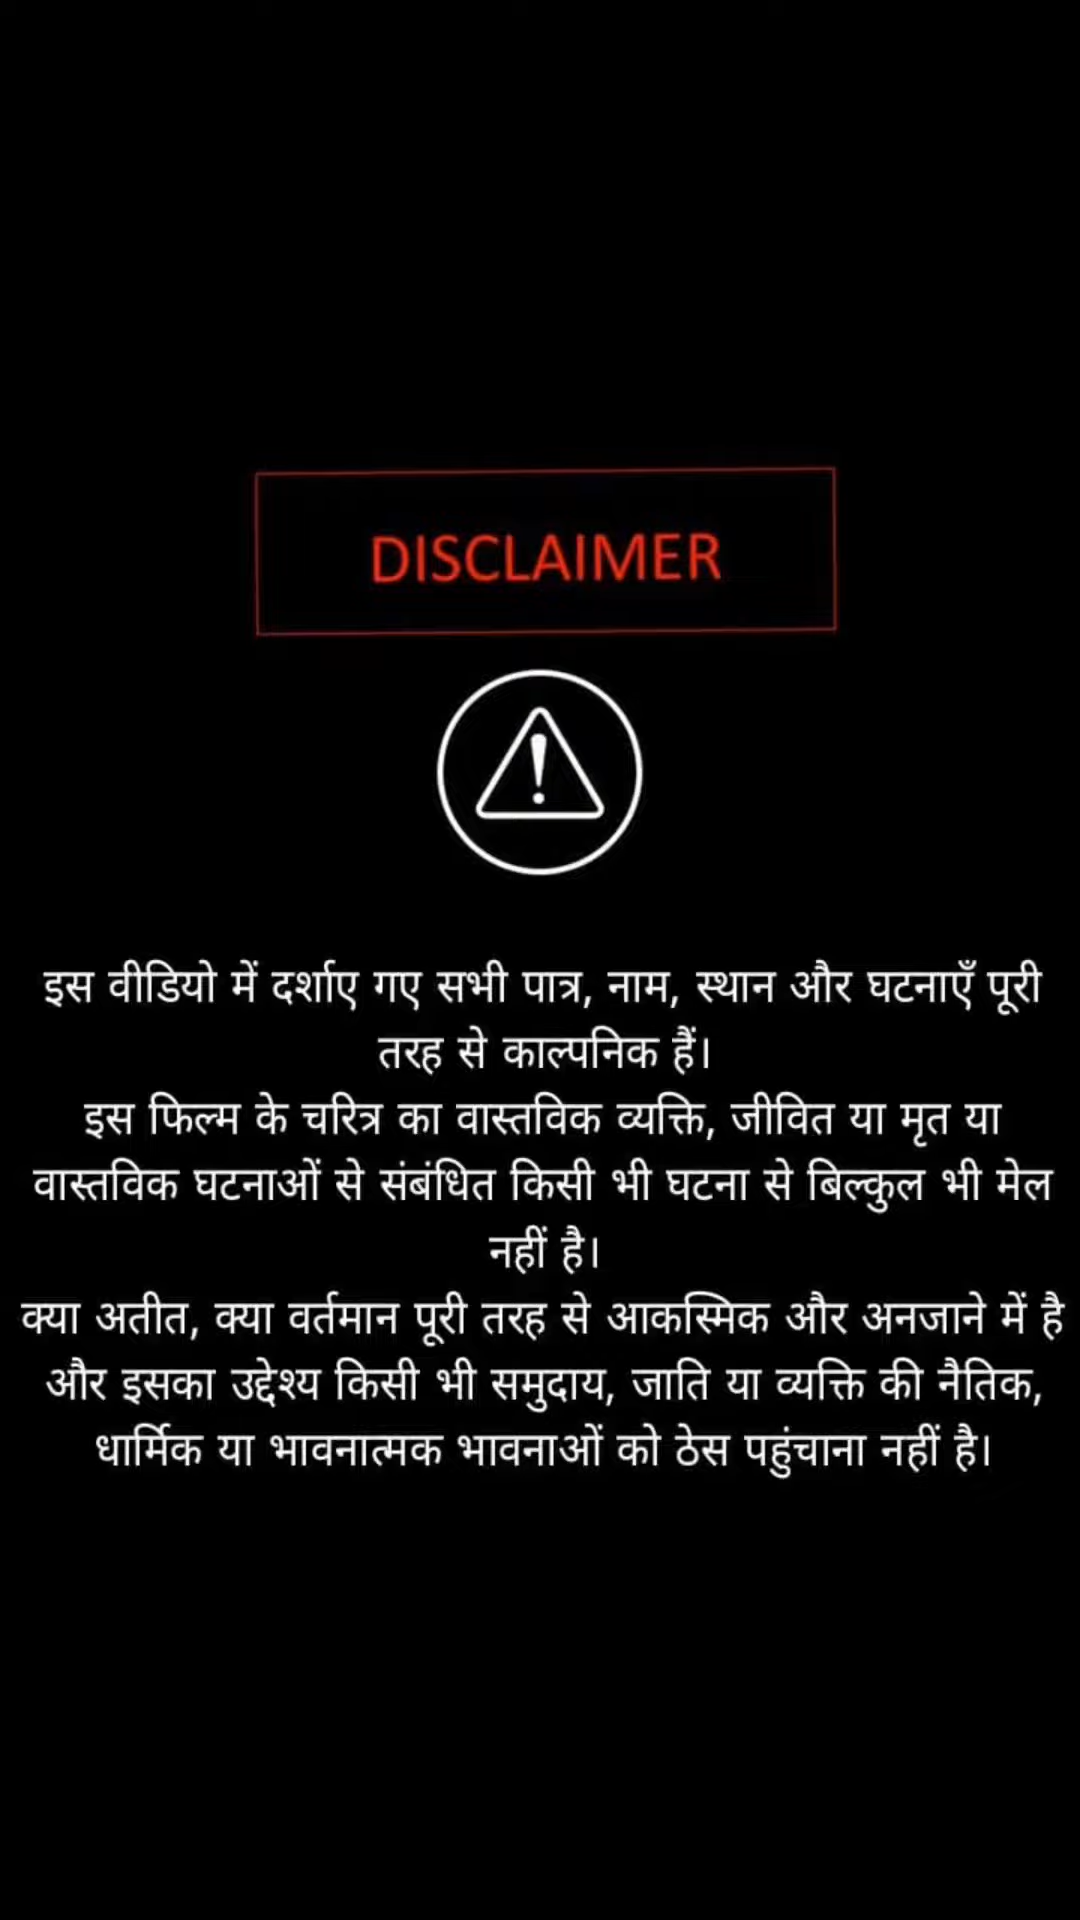 DISCLAIMER
इस वीडियो में दर्शाए गए सभी पात्र, नाम, स्थान और घटनाएँ पूरी
तरह से काल्पनिक हैं।
इस फिल्म के चरित्र का वास्तविक व्यक्ति, जीवित या मृत या
वास्तविक घटनाओं से संबंधित किसी भी घटना से बिल्कुल भी मेल
नहीं है।
क्या अतीत, क्या वर्तमान पूरी तरह से आकस्मिक और अनजाने में है
और इसका उद्देश्य किसी भी समुदाय, जाति या व्यक्ति की नैतिक,
धार्मिक या भावनात्मक भावनाओं को ठेस पहुंचाना नहीं है।